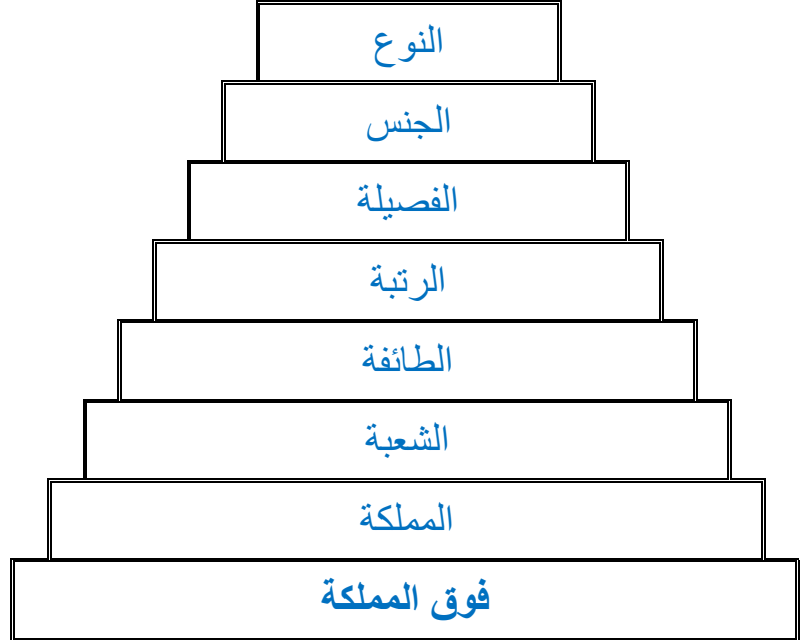 النوع
الجنس
الفصيلة
الرتبة
الطائفة
الشعبة
المملكة
فوق المملكة